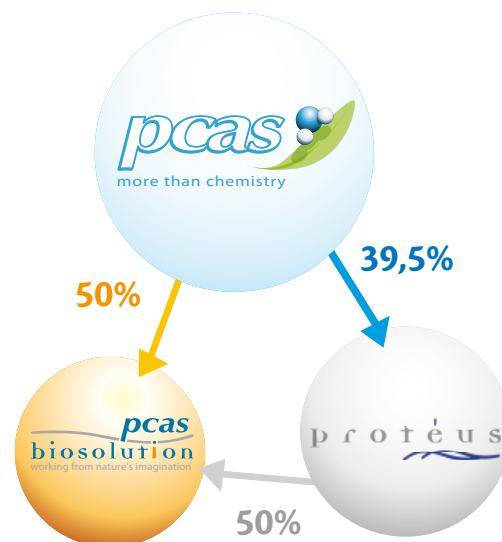 pcas
more than chemistry
39,5%
50%
pcas
biosolution
working from nature's imagination
protéus
50%